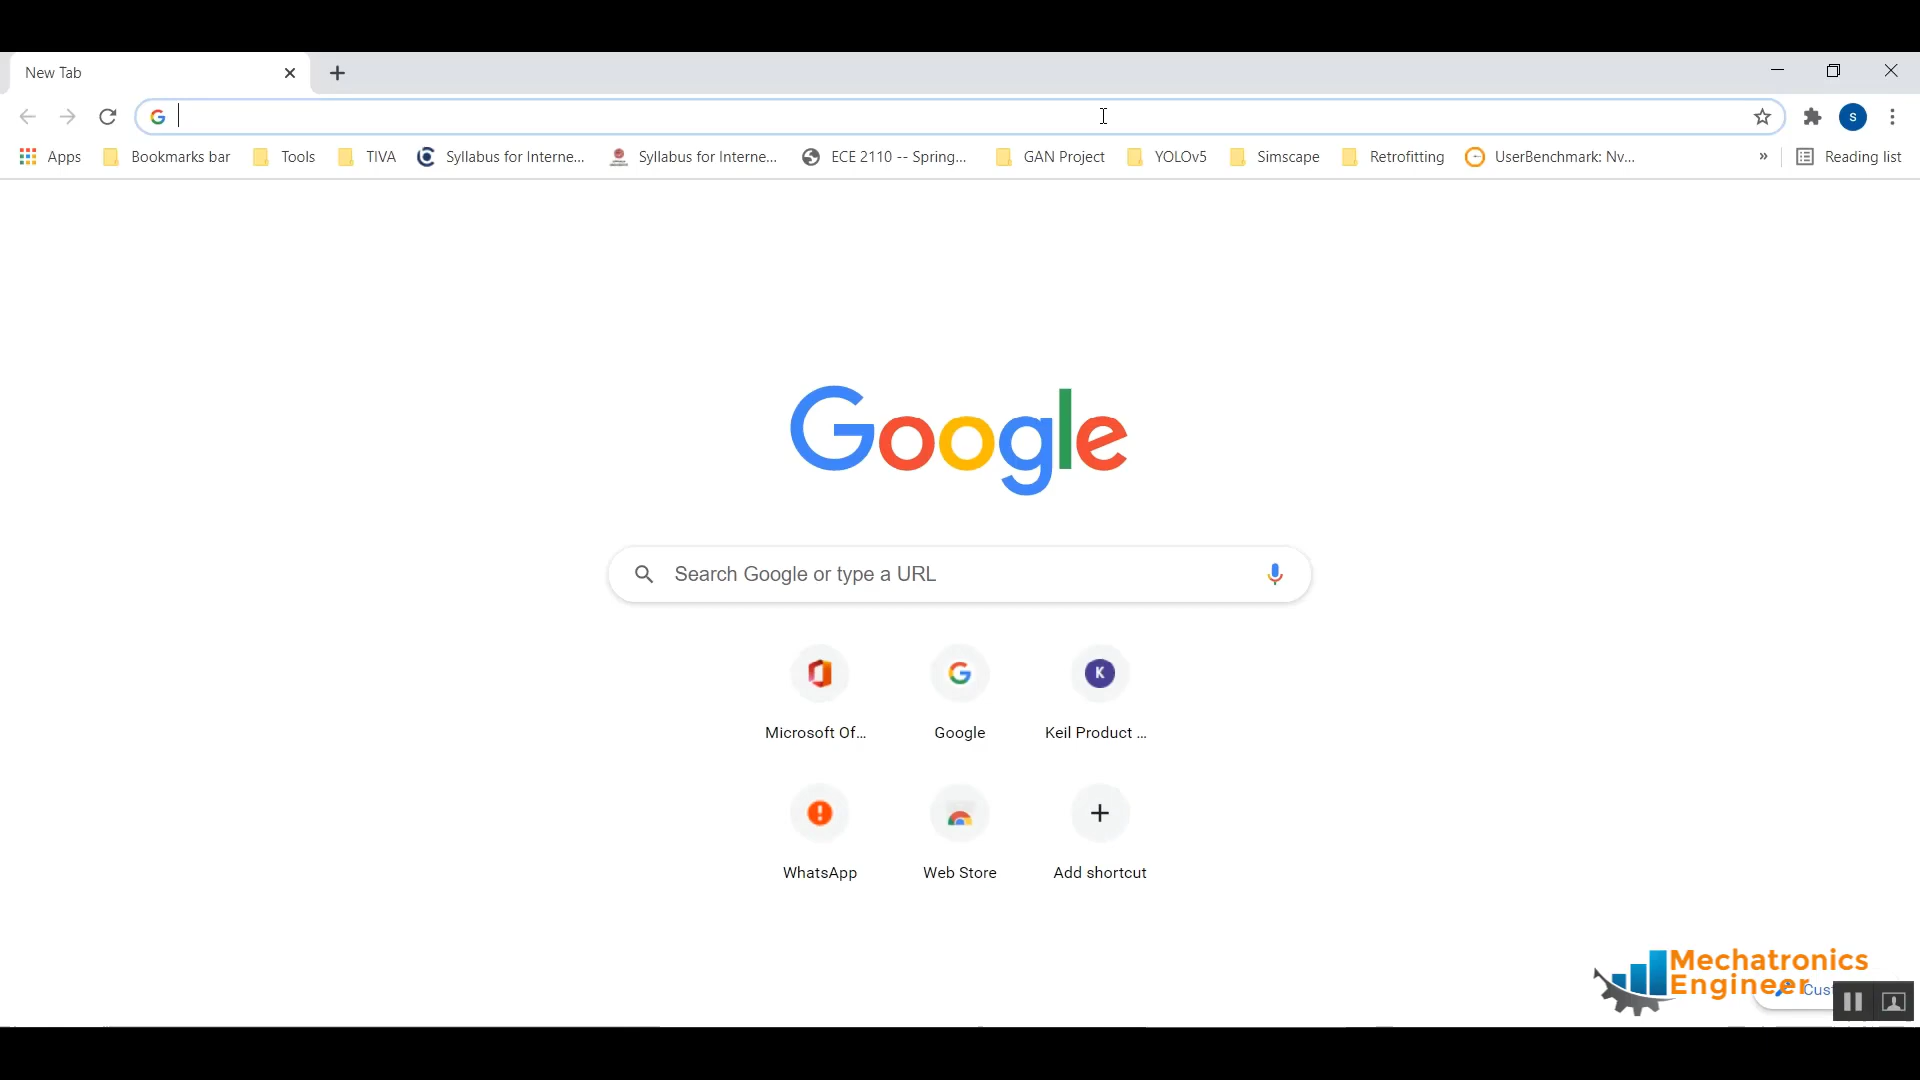 New Tab
Apps Bookmarks bar Tools TIVA Syllabus for Interne... Syllabus for Interne... ECE 2110 -- Spring... GAN Project YOLOv5 Simscape Retrofitting UserBenchmark: Nv... » Reading list
S
Google
Search Google or type a URL
K
Microsoft Of... Google Keil Product ...
WhatsApp Web Store Add shortcut
Mechatronics
Engineer
Cust